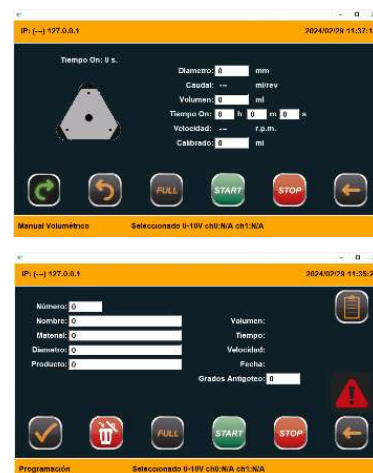 IP: (---) 127.0.0.1 2024/02/29 11:37:1
Tiempo On: 0 s.
Diametro: 0 mm
Caudal: --- ml/rev
Volumen: 0 ml
Tiempo On: 0 h 0 m 0 s
Velocidad: --- r.p.m.
Calibrado: 0 ml
FULL START STOP
Manual Volumétrico Seleccionado 0-10V ch0:N/A ch1:N/A
IP: (---) 127.0.0.1 2024/02/29 11:35:2
Número: 0
Nombre: 0 Volumen:
Material: 0 Tiempo:
Diametro: 0 Velocidad:
Producto: 0 Fecha:
Grados Antigoteo: 0
FULL START STOP
Programación Seleccionado 0-10V ch0:N/A ch1:N/A